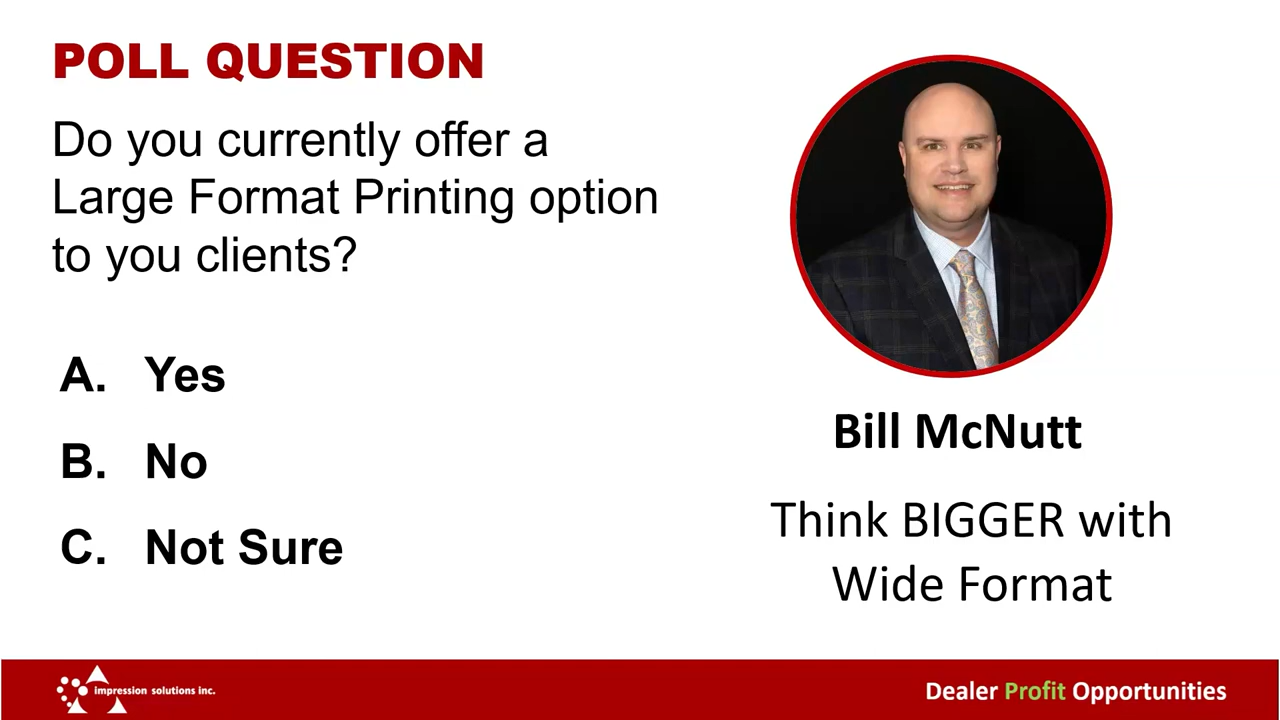 POLL QUESTION
Do you currently offer a
Large Format Printing option
to you clients?
A. Yes
B. No
C. Not Sure
Bill McNutt
Think BIGGER with
Wide Format
impression solutions inc.
Dealer Profit Opportunities